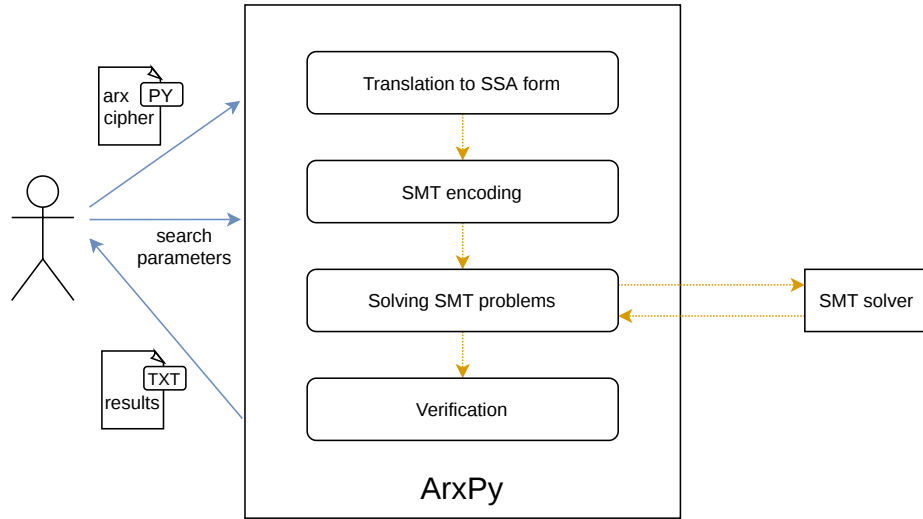 Translation to SSA form
PY
arx
cipher
SMT encoding
search
parameters
Solving SMT problems
SMT solver
TXT
results
Verification
ArxPy